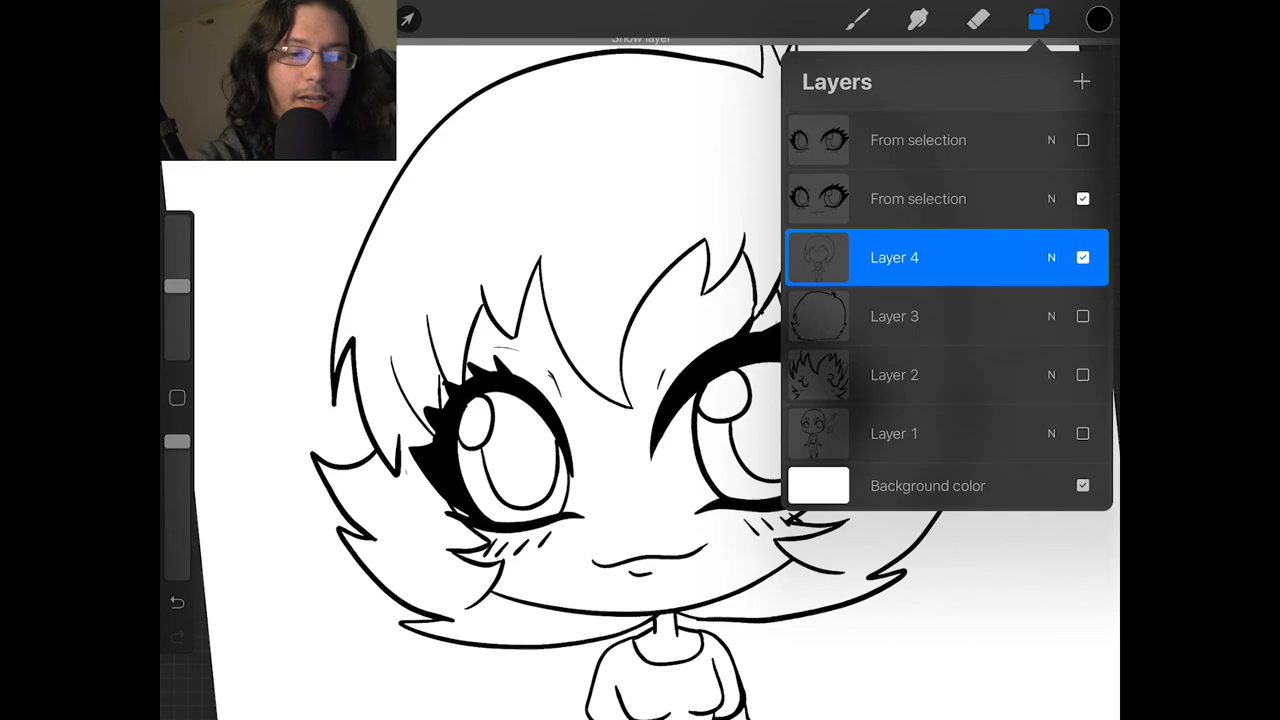 Show layer
Layers
From selection N
From selection N
Layer 4 N
Layer 3 N
Layer 2 N
Layer 1 N
Background color